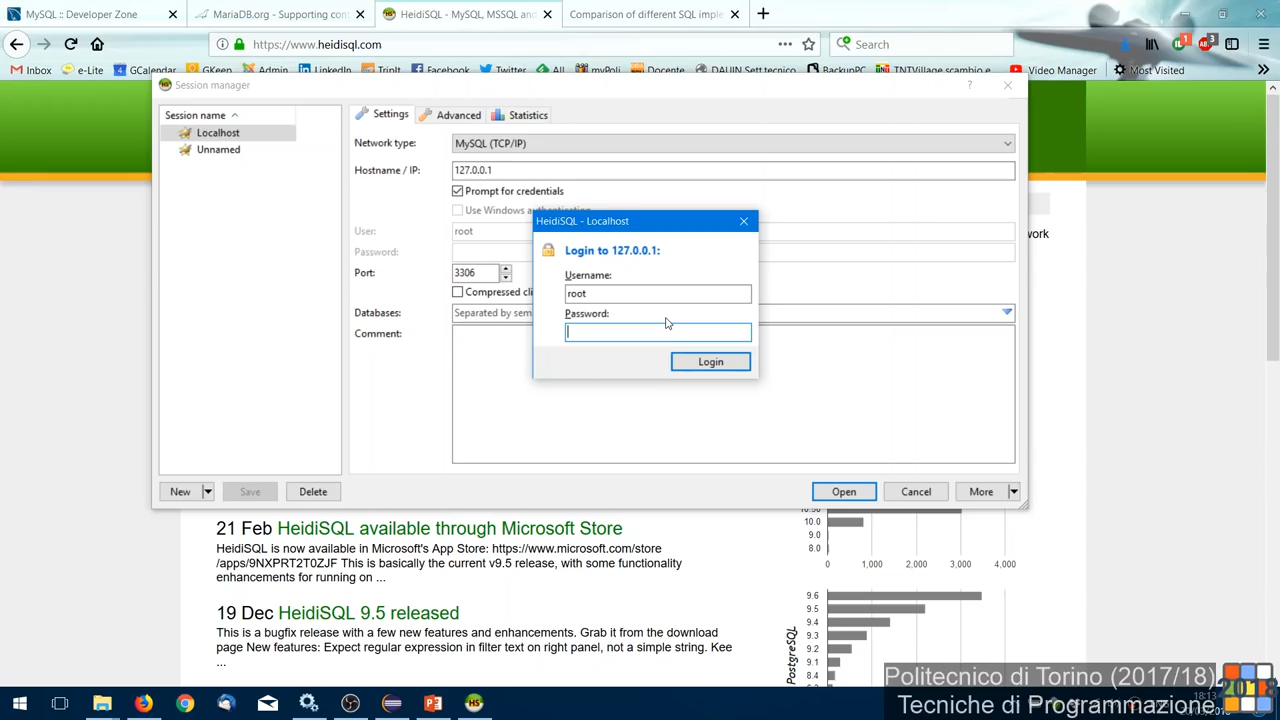 MySQL :: Developer Zone
MariaDB.org - Supporting con
HeidiSQL - MySQL, MSSQL an
Comparison of different SQL imple
https://www.heidisql.com
Search
1
3
Inbox
e-Lite
GCalendar
GKeep
Admin
LinkedIn
TripIt
Facebook
Twitter
All
myPoli
Docente
DAUIN Sett tecnico
BackupPC
TNTVillage scambio e
Video Manager
Most Visited
Session manager
?
Session name
Localhost
Unnamed
Settings
Advanced
Statistics
Network type:
MySQL (TCP/IP)
Hostname / IP:
127.0.0.1
Prompt for credentials
Use Windows
User:
root
Password:
Port:
3306
Compressed cli
Databases:
Separated by sem
Comment:
HeidiSQL - Localhost
Login to 127.0.0.1:
Username:
root
Password:
Login
New
Save
Delete
Open
Cancel
More
work
21 Feb HeidiSQL available through Microsoft Store
HeidiSQL is now available in Microsoft's App Store: https://www.microsoft.com/store
/apps/9NXPRT2T0ZJF This is basically the current v9.5 release, with some functionality
enhancements for running on ...
19 Dec HeidiSQL 9.5 released
This is a bugfix release with a few new features and enhancements. Grab it from the download
page New features: Expect regular expression in filter text on right panel, not a simple string. Kee
...
10.0
9.0
8.0
0
1,000
2,000
3,000
4,000
PostgreSQL
9.6
9.5
9.4
9.3
9.2
9.1
8.4
Politecnico di Torino (2017/18)
Tecniche di Programmazione
2018
18:13